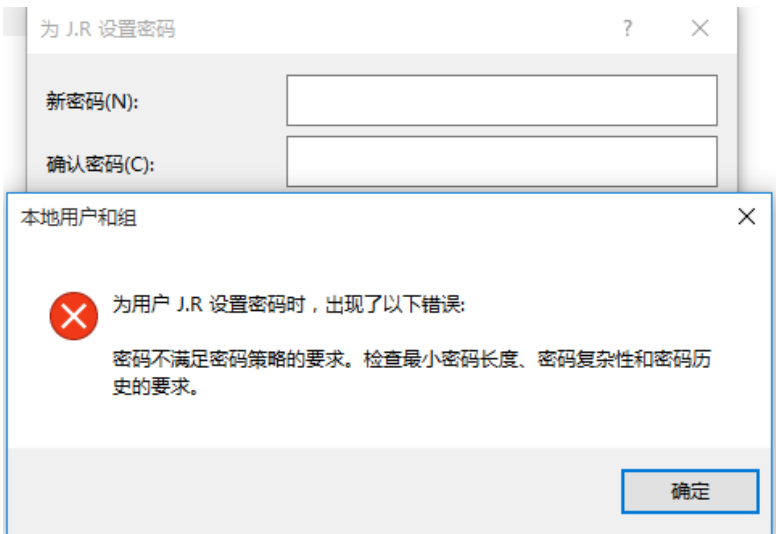 为 J.R 设置密码
?
新密码(N):
确认密码(C):
本地用户和组
为用户 J.R 设置密码时，出现了以下错误:
密码不满足密码策略的要求。检查最小密码长度、密码复杂性和密码历
史的要求。
确定